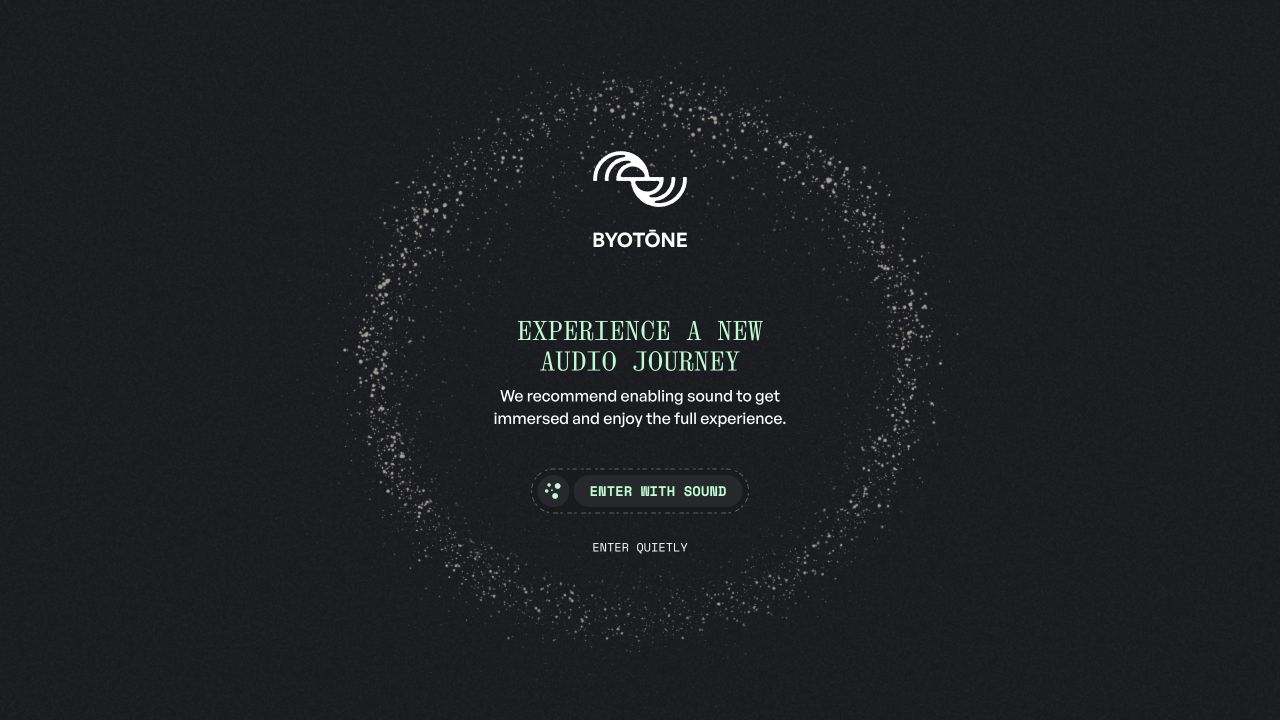 BYOTŌNE
EXPERIENCE A NEW
AUDIO JOURNEY
We recommend enabling sound to get
immersed and enjoy the full experience.
ENTER WITH SOUND
ENTER QUIETLY